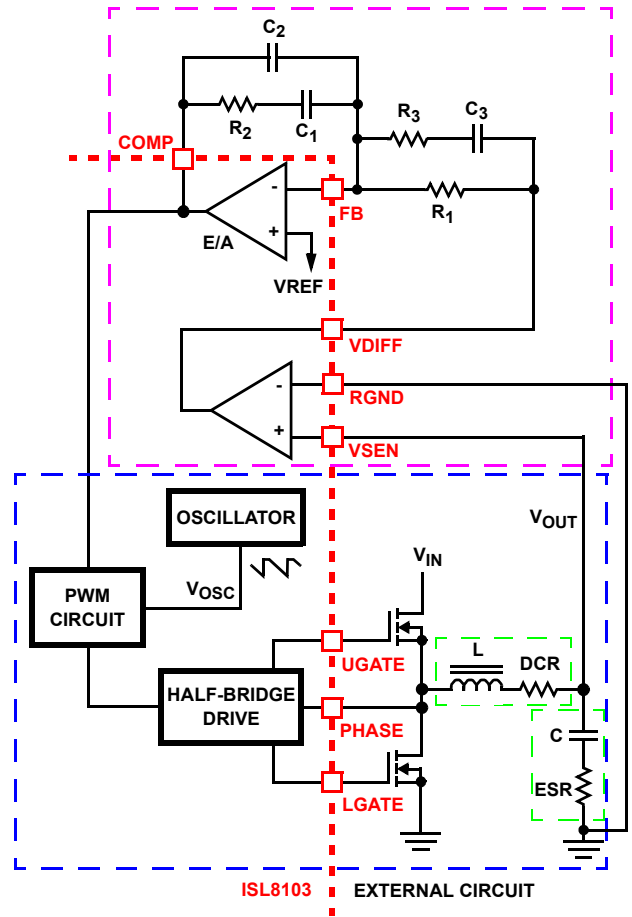 C2
R2
C1
R3
C3
COMP
R1
-
+
FB
E/A
VREF
VDIFF
-
RGND
+
VSEN
OSCILLATOR
VOUT
VIN
PWM
CIRCUIT
VOSC
UGATE
L
DCR
HALF-BRIDGE
DRIVE
PHASE
C
LGATE
ESR
ISL8103
EXTERNAL CIRCUIT